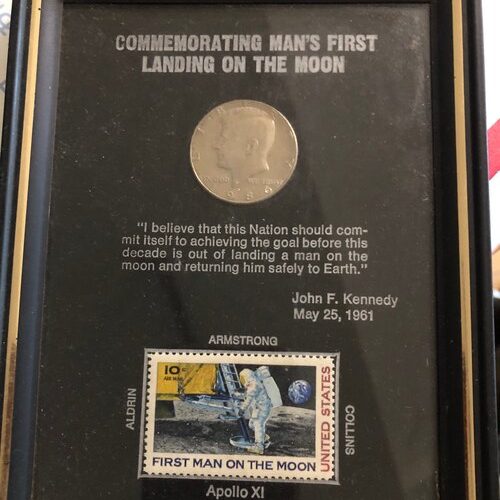 COMMEMORATING MAN'S FIRST
LANDING ON THE MOON
"I believe that this Nation should com-
mit itself to achieving the goal before this
decade is out of landing a man on the
moon and returning him safely to Earth."
John F. Kennedy
May 25, 1961
ARMSTRONG
ALDRIN
10¢
AIR MAIL
UNITED STATES
COLLINS
FIRST MAN ON THE MOON
Apollo XI